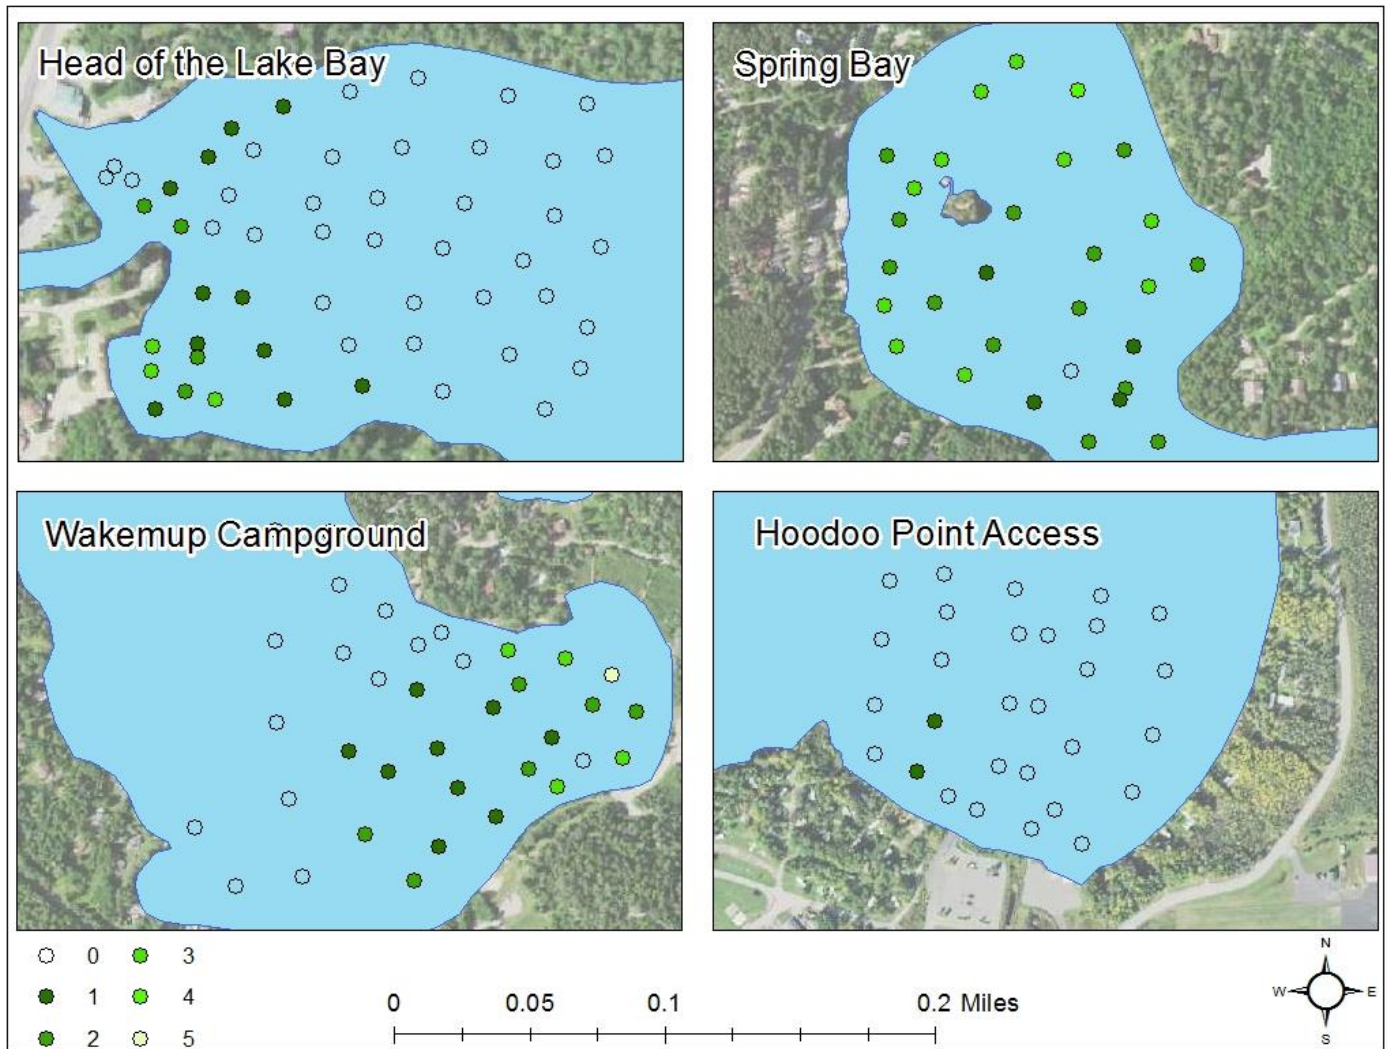 Head of the Lake Bay
Spring Bay
Wakemup Campground
Hoodoo Point Access
0 3
1 4
2 5
0 0.05 0.1 0.2 Miles
N
W E
S